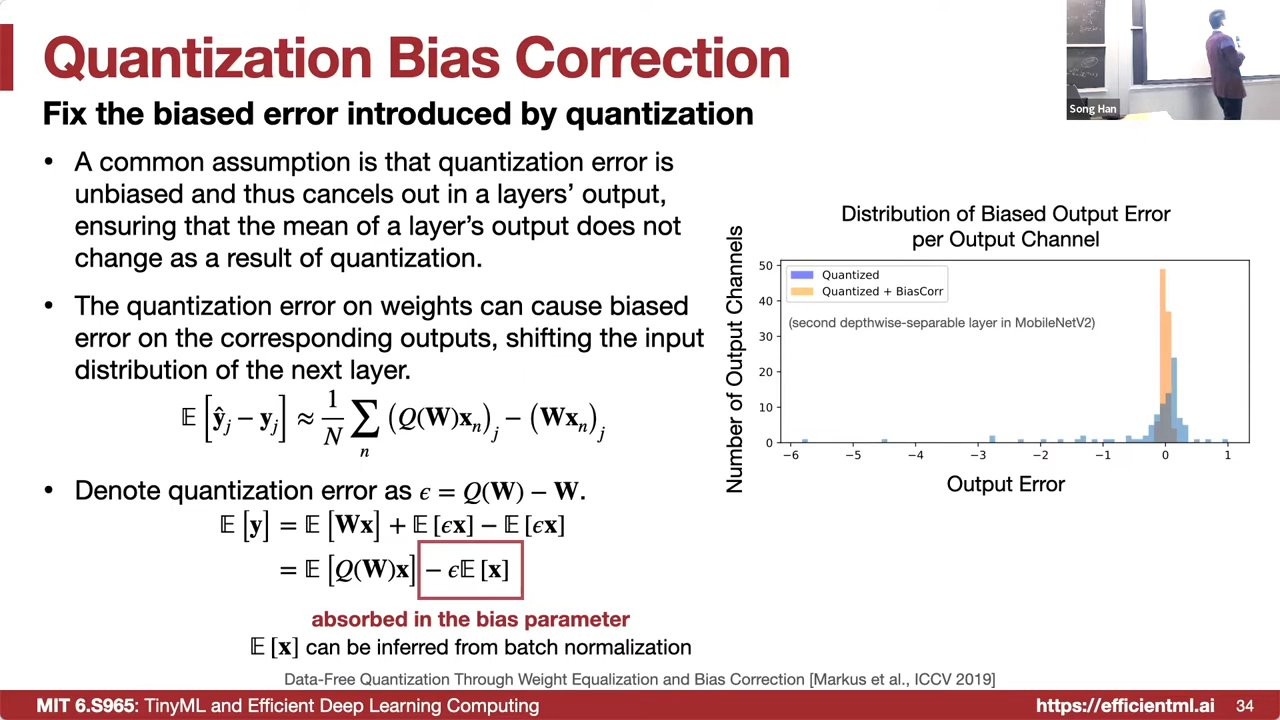 Quantization Bias Correction
Song Han
Fix the biased error introduced by quantization
• A common assumption is that quantization error is
unbiased and thus cancels out in a layers’ output,
ensuring that the mean of a layer’s output does not
change as a result of quantization.
• The quantization error on weights can cause biased
error on the corresponding outputs, shifting the input
distribution of the next layer.
𝔼[ŷ_j − y_j] ≈ 1/N ∑_n (Q(W)x_n)_j − (Wx_n)_j
• Denote quantization error as ϵ = Q(W) − W.
𝔼[y] = 𝔼[Wx] + 𝔼[ϵx] − 𝔼[ϵx]
= 𝔼[Q(W)x] − ϵ𝔼[x]
absorbed in the bias parameter
𝔼[x] can be inferred from batch normalization
Distribution of Biased Output Error
per Output Channel
Number of Output Channels
50
40
30
20
10
0
Quantized
Quantized + BiasCorr
(second depthwise-separable layer in MobileNetV2)
−6 −5 −4 −3 −2 −1 0 1
Output Error
Data-Free Quantization Through Weight Equalization and Bias Correction [Markus et al., ICCV 2019]
MIT 6.S965: TinyML and Efficient Deep Learning Computing
https://efficientml.ai 34